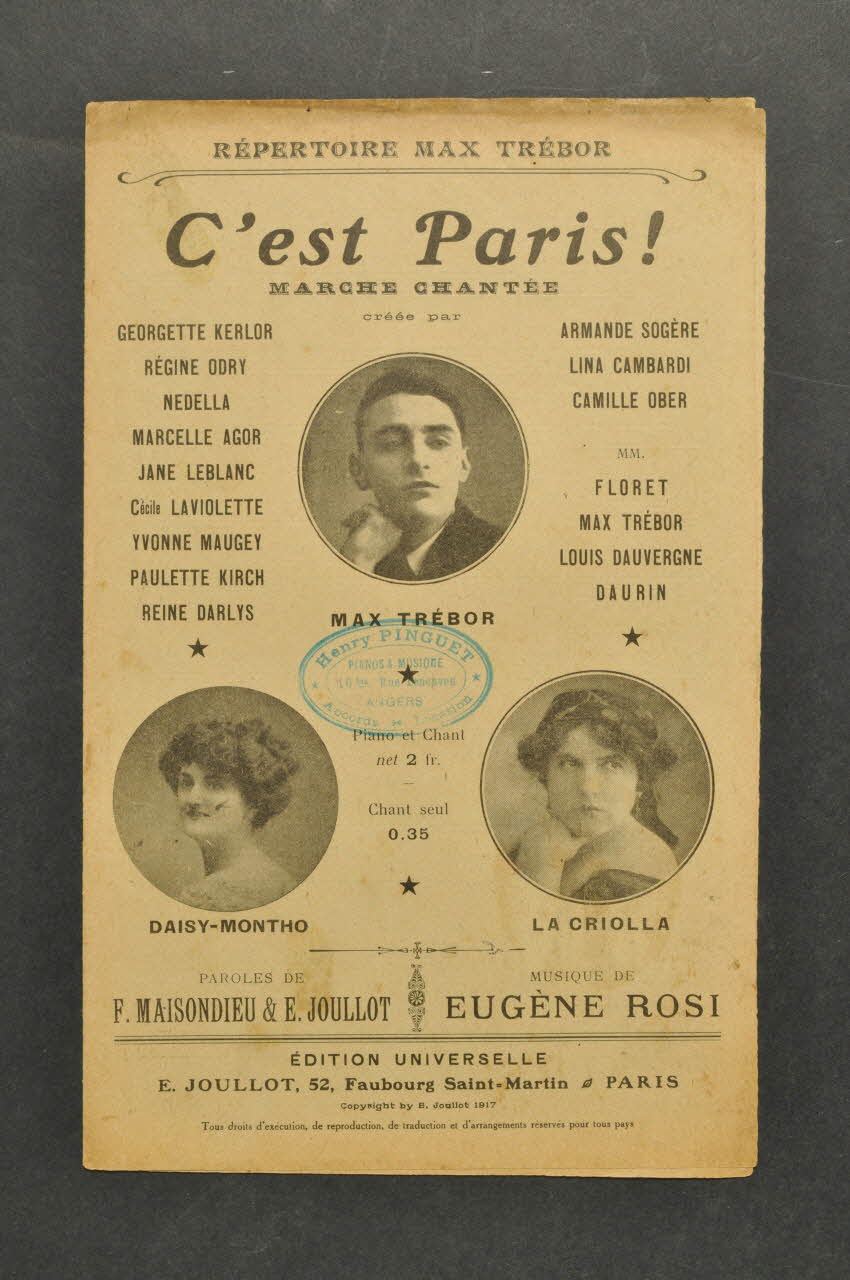 RÉPERTOIRE MAX TRÉBOR
C'est Paris!
MARCHE CHANTÉE
créée par
GEORGETTE KERLOR
RÉGINE ODRY
NEDELLA
MARCELLE AGOR
JANE LEBLANC
Cécile LAVIOLETTE
YVONNE MAUGEY
PAULETTE KIRCH
REINE DARLYS
ARMANDE SOGÈRE
LINA CAMBARDI
CAMILLE OBER
MM.
FLORET
MAX TRÉBOR
LOUIS DAUVERGNE
DAURIN
MAX TRÉBOR
Henry PINGUET
PIANOS & MUSIQUE
Rue
ANGERS
Accords Location
Piano et Chant
net 2 fr.
Chant seul
0.35
DAISY-MONTHO
LA CRIOLLA
PAROLES DE
F. MAISONDIEU & E. JOULLOT
MUSIQUE DE
EUGÈNE ROSI
ÉDITION UNIVERSELLE
E. JOULLOT, 52, Faubourg Saint-Martin PARIS
Copyright by E. Joullot 1917
Tous droits d'exécution, de reproduction, de traduction et d'arrangements réservés pour tous pays